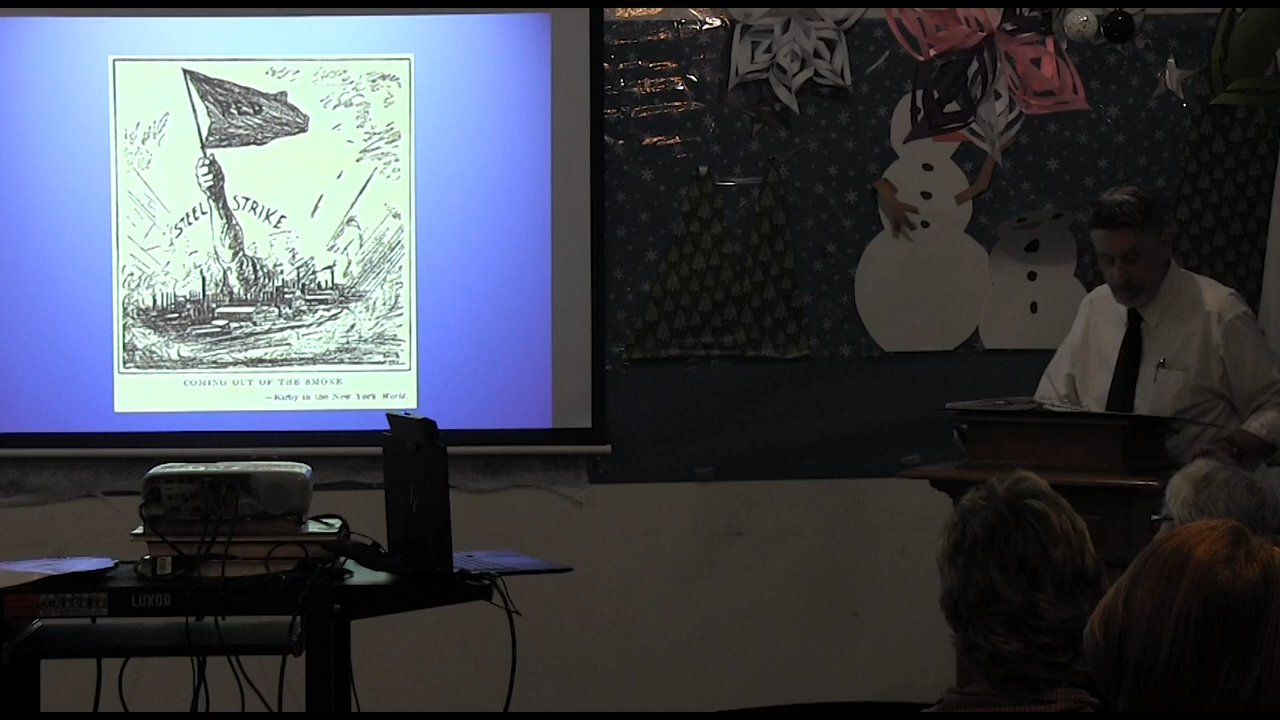 RED
STEEL STRIKE
COMING OUT OF THE SMOKE
—Kirby in the New York World.
LUXOR